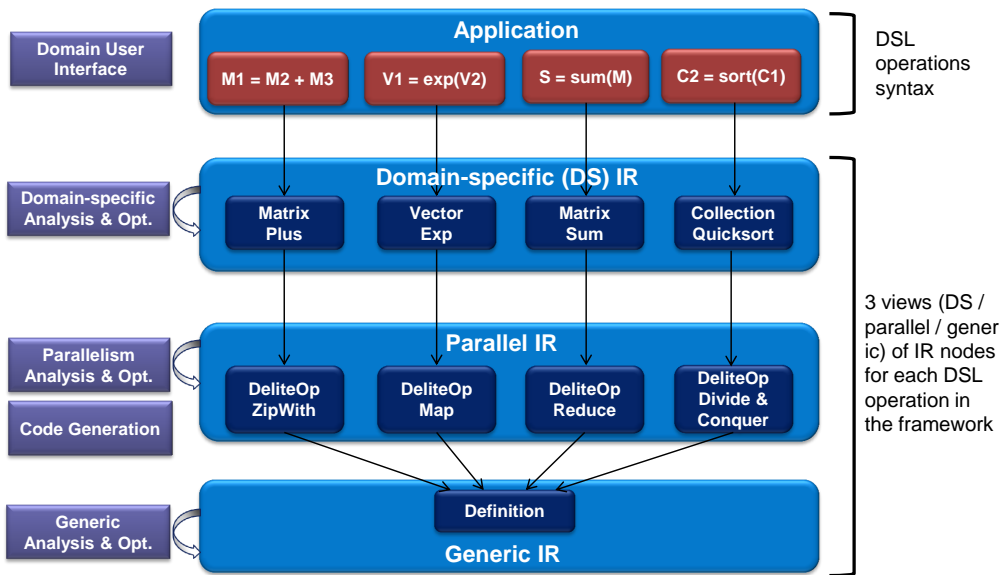 Application
Domain User
Interface
M1 = M2 + M3
V1 = exp(V2)
S = sum(M)
C2 = sort(C1)
DSL
operations
syntax
Domain-specific (DS) IR
Domain-specific
Analysis & Opt.
Matrix
Plus
Vector
Exp
Matrix
Sum
Collection
Quicksort
3 views (DS /
parallel / gener
ic) of IR nodes
for each DSL
operation in
the framework
Parallel IR
Parallelism
Analysis & Opt.
Code Generation
DeliteOp
ZipWith
DeliteOp
Map
DeliteOp
Reduce
DeliteOp
Divide &
Conquer
Definition
Generic
Analysis & Opt.
Generic IR